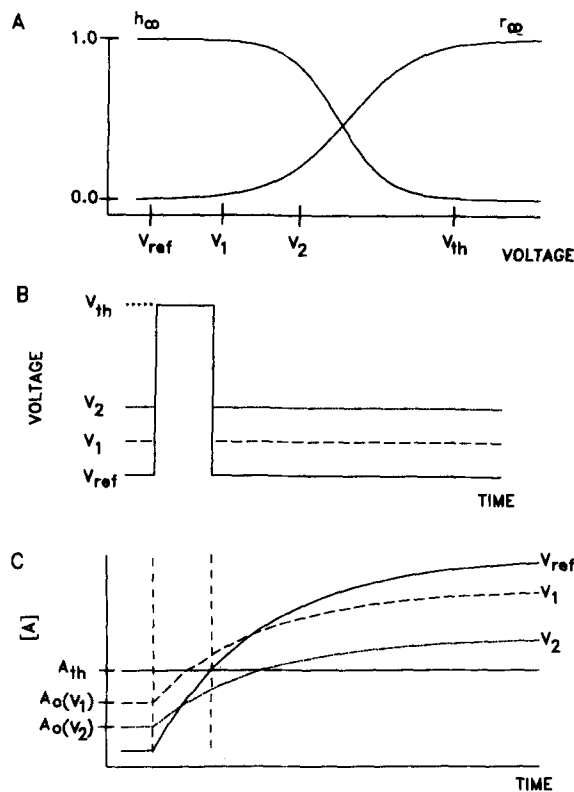 A
h∞
r∞
1.0
0.0
Vref
V1
V2
Vth
VOLTAGE
B
Vth
VOLTAGE
V2
V1
Vref
TIME
C
Vref
[A]
V1
V2
Ath
Ao(V1)
Ao(V2)
TIME